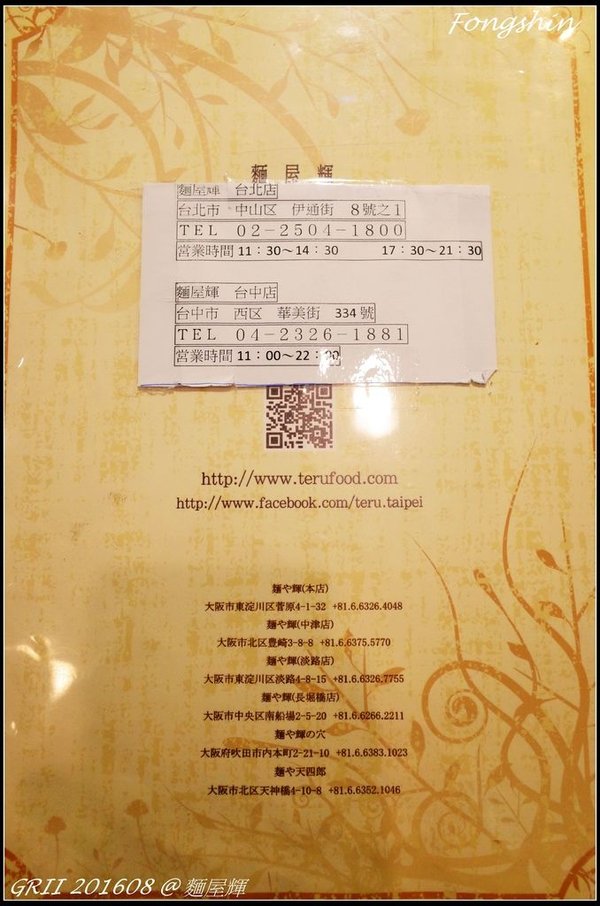 Fongshin
麵屋輝
麵屋輝 台北店
台北市 中山区 伊通街 8號之1
TEL 02-2504-1800
営業時間 11:30~14:30 17:30~21:30
麵屋輝 台中店
台中市 西区 華美街 334號
TEL 04-2326-1881
営業時間 11:00~22:00
http://www.terufood.com
http://www.facebook.com/teru.taipei
麺や輝(本店)
大阪市東淀川区菅原4-1-32 +81.6.6326.4048
麺や輝(中津店)
大阪市北区豊崎3-8-8 +81.6.6375.5770
麺や輝(淡路店)
大阪市東淀川区淡路4-8-15 +81.6.6326.7755
麺や輝(長堀橋店)
大阪市中央区南船場2-5-20 +81.6.6266.2211
麺や輝の穴
大阪府吹田市内本町2-21-10 +81.6.6383.1023
麺や天四郎
大阪市北区天神橋4-10-8 +81.6.6352.1046
GRII 201608 @ 麵屋輝